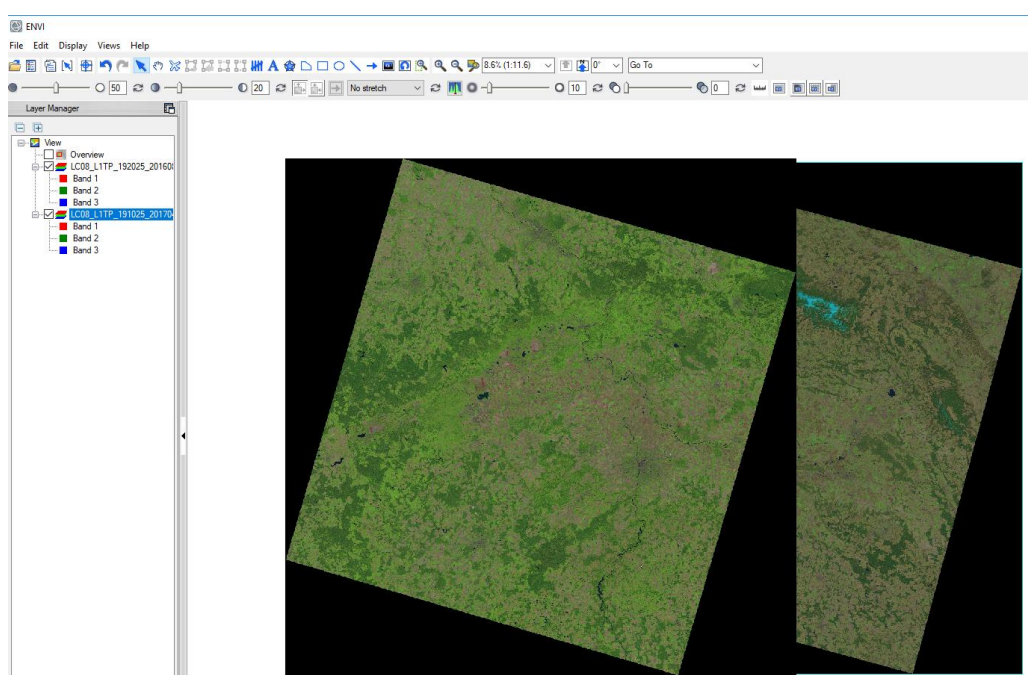 ENVI
File Edit Display Views Help
8.6% (1:11.6) 0° Go To
50 20 No stretch 10 0
Layer Manager
View
Overview
LC08_L1TP_192025_20160
Band 1
Band 2
Band 3
LC08_L1TP_191025_20170
Band 1
Band 2
Band 3